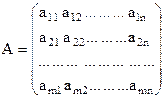 a₁₁ a₁₂ ......... a₁ₙ
A = a₂₁ a₂₂ ......... a₂ₙ
... ... ... ...
aₘ₁ aₘ₂ ......... aₘₙ